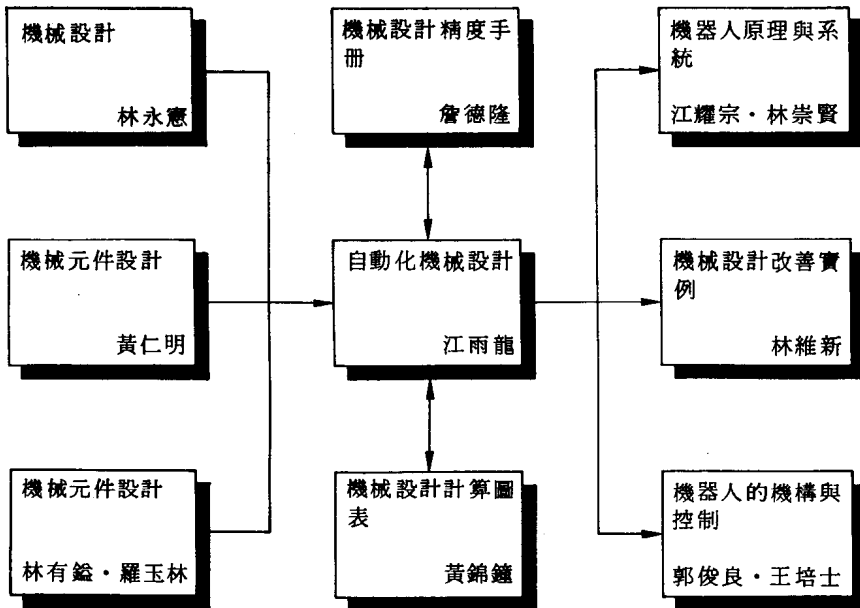 機械設計
林永憲
機械設計精度手
冊
詹德隆
機器人原理與系
統
江耀宗・林崇賢
機械元件設計
黃仁明
自動化機械設計
江雨龍
機械設計改善實
例
林維新
機械元件設計
林有鎰・羅玉林
機械設計計算圖
表
黃錦鐘
機器人的機構與
控制
郭俊良・王培士